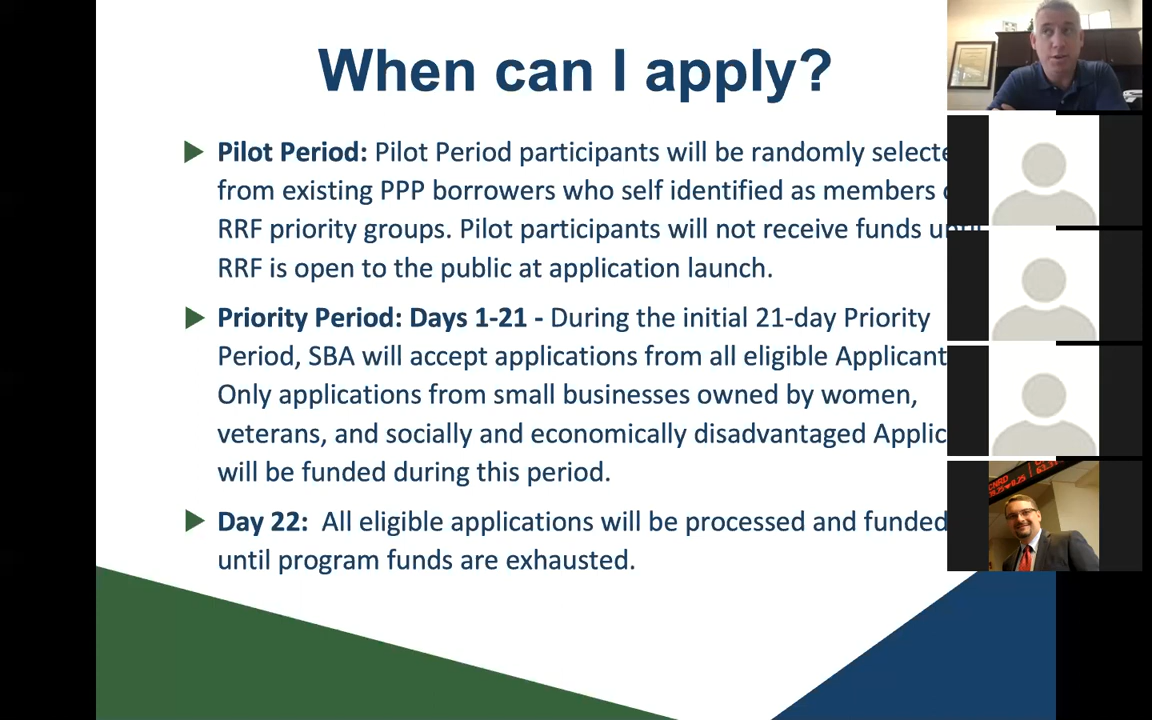 When can I apply?
Pilot Period: Pilot Period participants will be randomly
from existing PPP borrowers who self identified as members
RRF priority groups. Pilot participants will not receive funds until
RRF is open to the public at application launch.
Priority Period: Days 1-21 - During the initial 21-day Priority
Period, SBA will accept applications from all eligible
Only applications from small businesses owned by women,
veterans, and socially and economically disadvantaged
will be funded during this period.
Day 22: All eligible applications will be processed and funded
until program funds are exhausted.